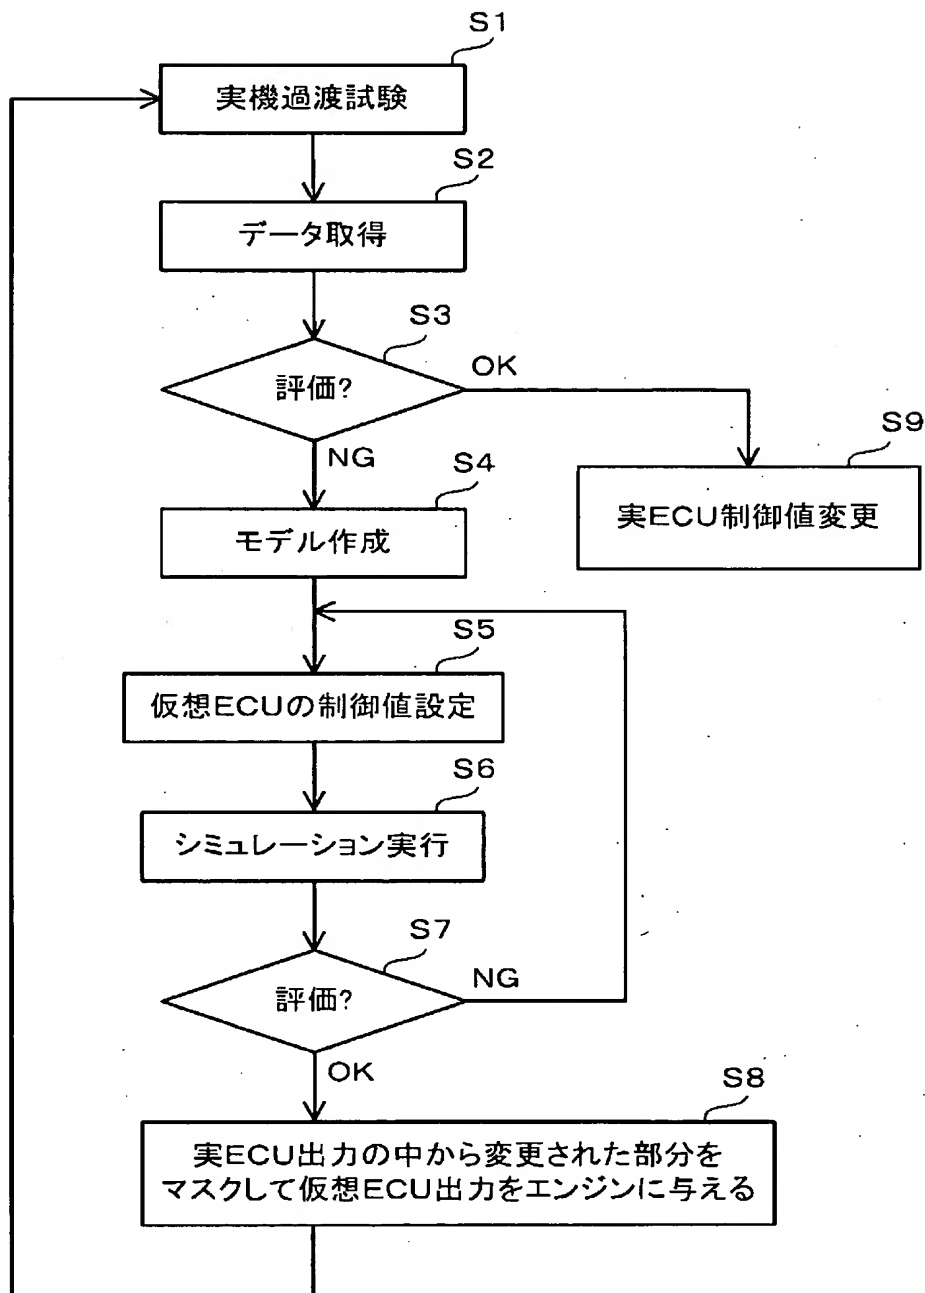 S1
実機過渡試験
S2
データ取得
S3
評価?
OK
NG
S9
実ECU制御値変更
S4
モデル作成
S5
仮想ECUの制御値設定
S6
シミュレーション実行
S7
評価?
NG
OK
S8
実ECU出力の中から変更された部分を
マスクして仮想ECU出力をエンジンに与える